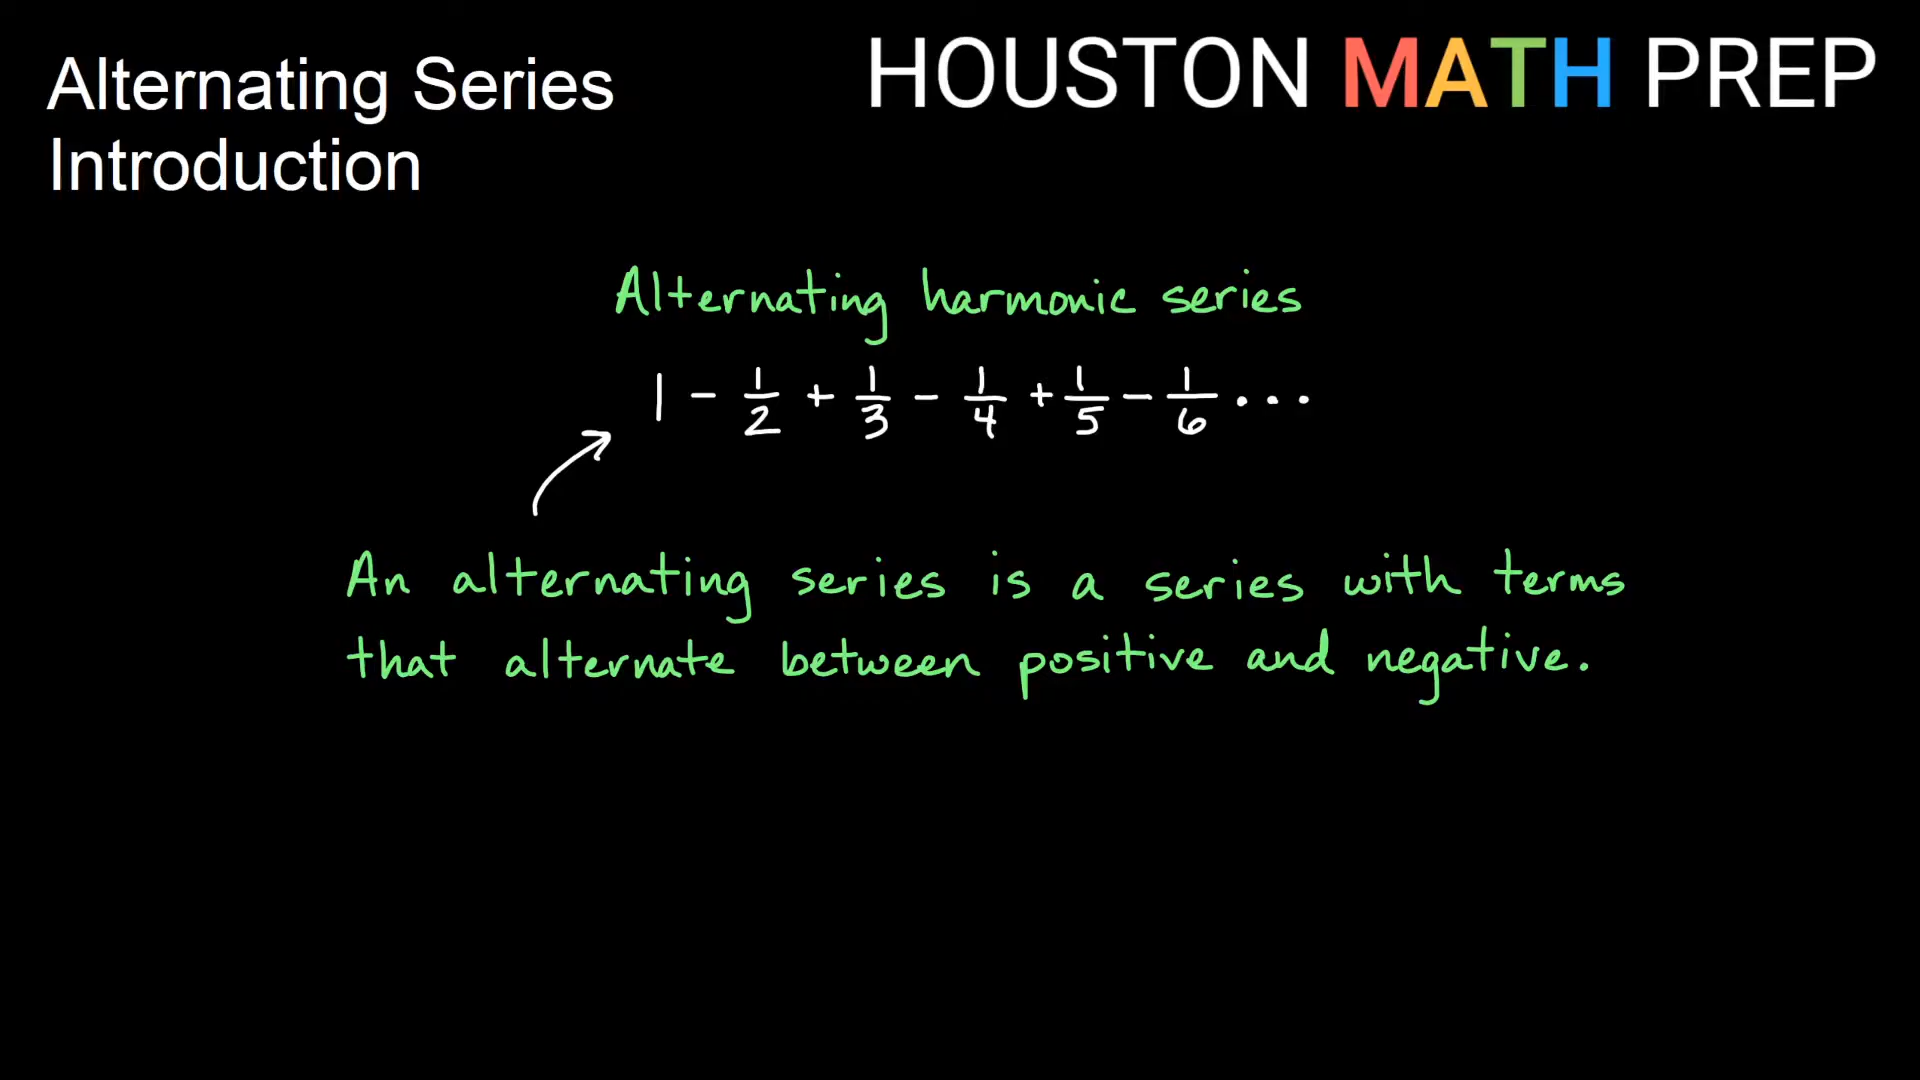 Alternating Series
Introduction
HOUSTON MATH PREP
Alternating harmonic series
1 - 1/2 + 1/3 - 1/4 + 1/5 - 1/6 ...
An alternating series is a series with terms
that alternate between positive and negative.